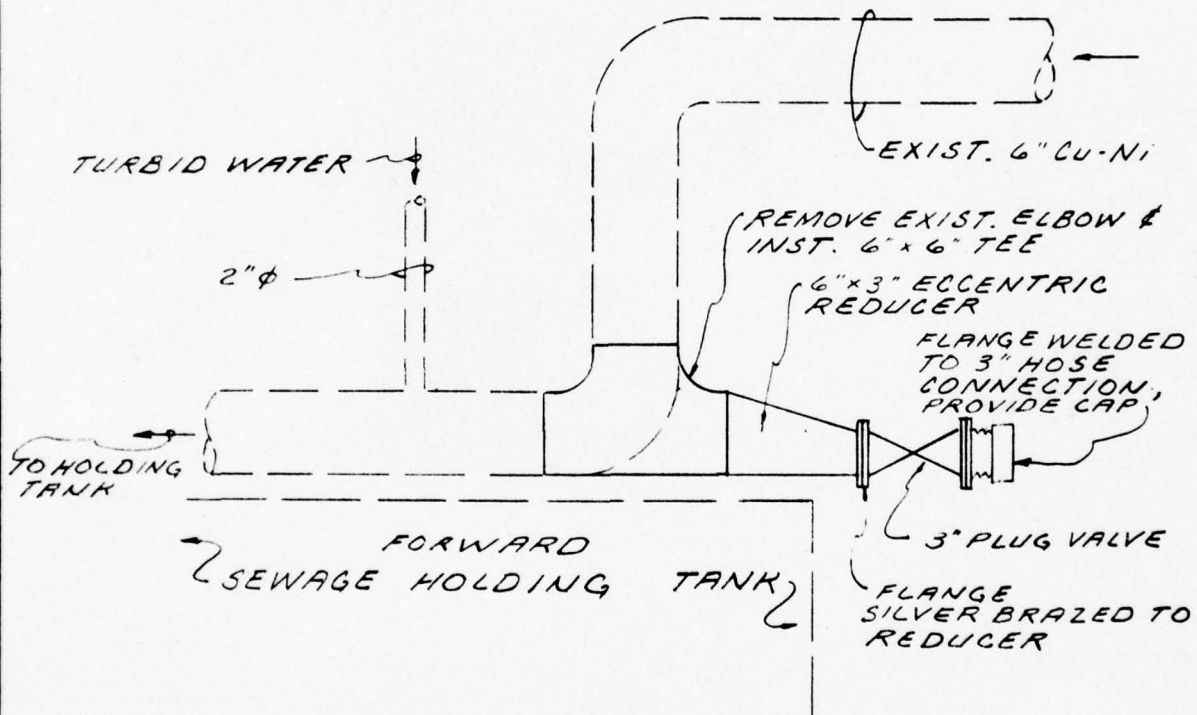 EXIST. 6" Cu-Ni
TURBID WATER
REMOVE EXIST. ELBOW &
INST. 6" x 6" TEE
2"φ
6"x3" ECCENTRIC
REDUCER
FLANGE WELDED
TO 3" HOSE
CONNECTION,
PROVIDE CAP
TO HOLDING
TANK
3" PLUG VALVE
FORWARD
SEWAGE HOLDING TANK
FLANGE
SILVER BRAZED TO
REDUCER